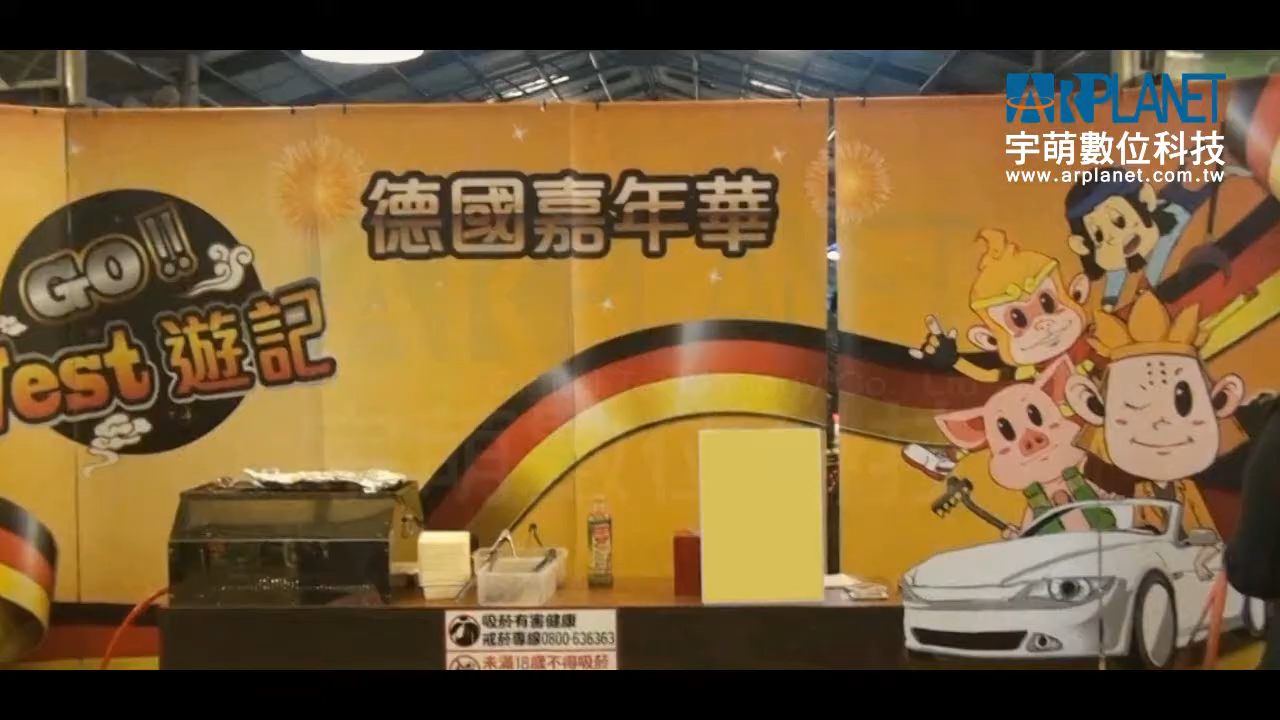 ARPLANET
宇萌數位科技
www.arplanet.com.tw
德國嘉年華
GO!!
West 遊記
吸菸有害健康
戒菸專線0800-636363
未滿18歲不得吸菸